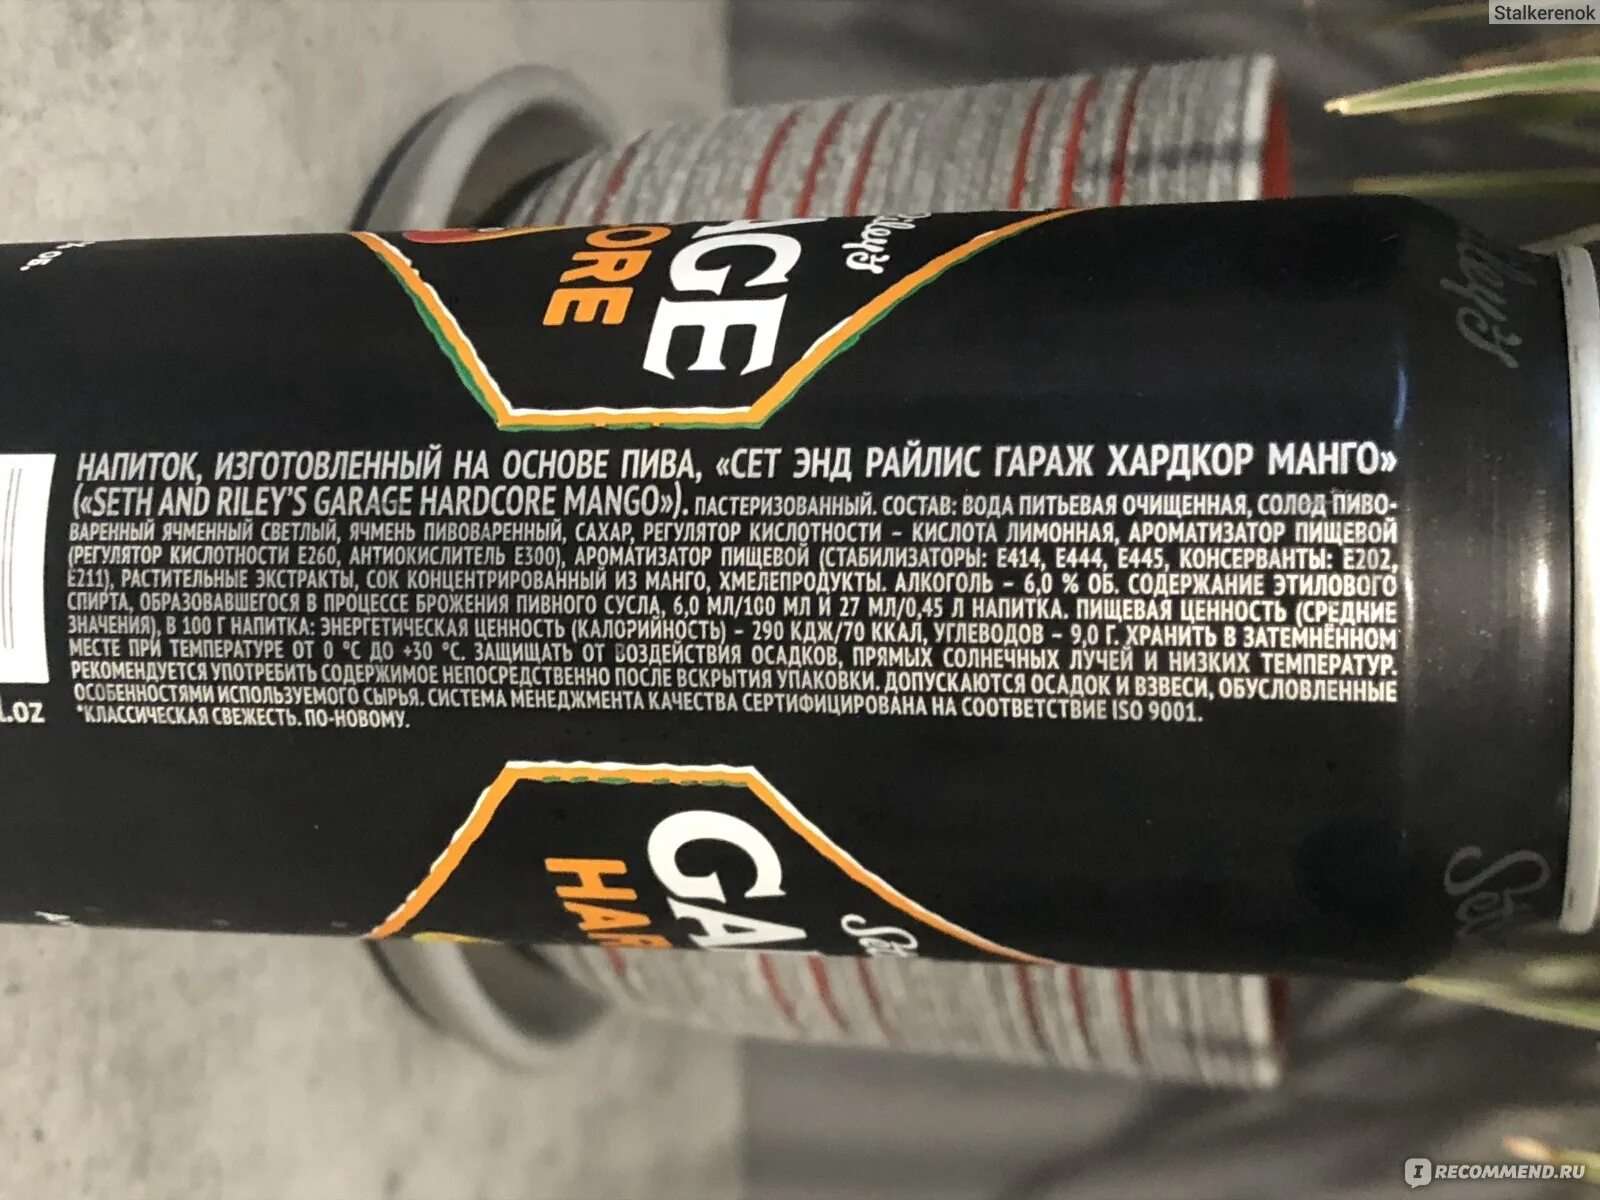 Stalkerenok
Riley's
AGE
ORE
НАПИТОК, ИЗГОТОВЛЕННЫЙ НА ОСНОВЕ ПИВА, «СЕТ ЭНД РАЙЛИС ГАРАЖ ХАРДКОР МАНГО»
(«SETH AND RILEY'S GARAGE HARDCORE MANGO»). ПАСТЕРИЗОВАННЫЙ. СОСТАВ: ВОДА ПИТЬЕВАЯ ОЧИЩЕННАЯ, СОЛОД ПИВО-
ВАРЕННЫЙ ЯЧМЕННЫЙ СВЕТЛЫЙ, ЯЧМЕНЬ ПИВОВАРЕННЫЙ, САХАР, РЕГУЛЯТОР КИСЛОТНОСТИ – КИСЛОТА ЛИМОННАЯ, АРОМАТИЗАТОР ПИЩЕВОЙ
(РЕГУЛЯТОР КИСЛОТНОСТИ Е260, АНТИОКИСЛИТЕЛЬ Е300), АРОМАТИЗАТОР ПИЩЕВОЙ (СТАБИЛИЗАТОРЫ: Е414, Е444, Е445, КОНСЕРВАНТЫ: Е202,
Е211), РАСТИТЕЛЬНЫЕ ЭКСТРАКТЫ, СОК КОНЦЕНТРИРОВАННЫЙ ИЗ МАНГО, ХМЕЛЕПРОДУКТЫ. АЛКОГОЛЬ – 6,0 % ОБ. СОДЕРЖАНИЕ ЭТИЛОВОГО
СПИРТА, ОБРАЗОВАВШЕГОСЯ В ПРОЦЕССЕ БРОЖЕНИЯ ПИВНОГО СУСЛА, 6,0 МЛ/100 МЛ И 27 МЛ/0,45 Л НАПИТКА. ПИЩЕВАЯ ЦЕННОСТЬ (СРЕДНИЕ
ЗНАЧЕНИЯ), В 100 Г НАПИТКА: ЭНЕРГЕТИЧЕСКАЯ ЦЕННОСТЬ (КАЛОРИЙНОСТЬ) – 290 КДЖ/70 ККАЛ, УГЛЕВОДОВ – 9,0 Г. ХРАНИТЬ В ЗАТЕМНЁННОМ
МЕСТЕ ПРИ ТЕМПЕРАТУРЕ ОТ 0 °С ДО +30 °С. ЗАЩИЩАТЬ ОТ ВОЗДЕЙСТВИЯ ОСАДКОВ, ПРЯМЫХ СОЛНЕЧНЫХ ЛУЧЕЙ И НИЗКИХ ТЕМПЕРАТУР.
РЕКОМЕНДУЕТСЯ УПОТРЕБИТЬ СОДЕРЖИМОЕ НЕПОСРЕДСТВЕННО ПОСЛЕ ВСКРЫТИЯ УПАКОВКИ. ДОПУСКАЮТСЯ ОСАДОК И ВЗВЕСИ, ОБУСЛОВЛЕННЫЕ
ОСОБЕННОСТЯМИ ИСПОЛЬЗУЕМОГО СЫРЬЯ. СИСТЕМА МЕНЕДЖМЕНТА КАЧЕСТВА СЕРТИФИЦИРОВАНА НА СООТВЕТСТВИЕ ISO 9001.
*КЛАССИЧЕСКАЯ СВЕЖЕСТЬ. ПО-НОВОМУ.
L.OZ
ОБ.
GA
HAR
IRECOMMEND.RU